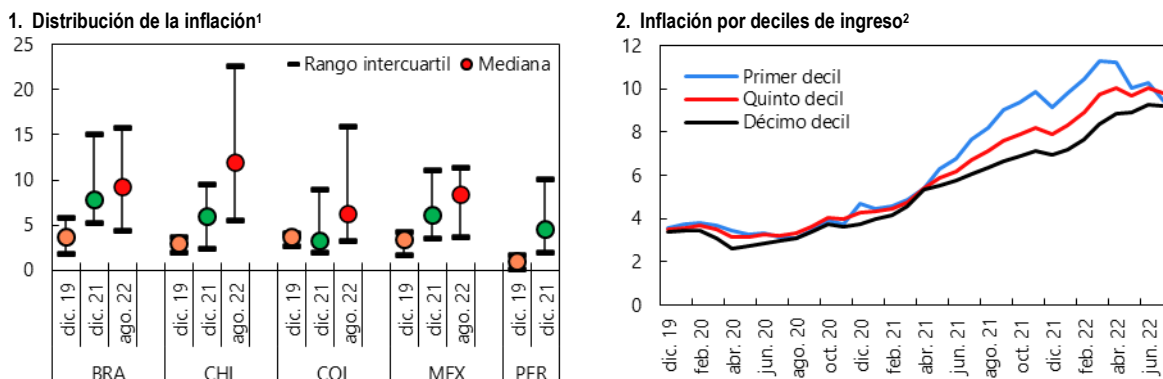 1. Distribución de la inflación¹
25
20
15
10
5
0
Rango intercuartil
Mediana
dic. 19
dic. 21
ago. 22
dic. 19
dic. 21
ago. 22
dic. 19
dic. 21
ago. 22
dic. 19
dic. 21
ago. 22
dic. 19
dic. 21
BRA
CHL
COL
MEX
PER
2. Inflación por deciles de ingreso²
12
10
8
6
4
2
0
Primer decil
Quinto decil
Décimo decil
dic. 19
feb. 20
abr. 20
jun. 20
ago. 20
oct. 20
dic. 20
feb. 21
abr. 21
jun. 21
ago. 21
oct. 21
dic. 21
feb. 22
abr. 22
jun. 22